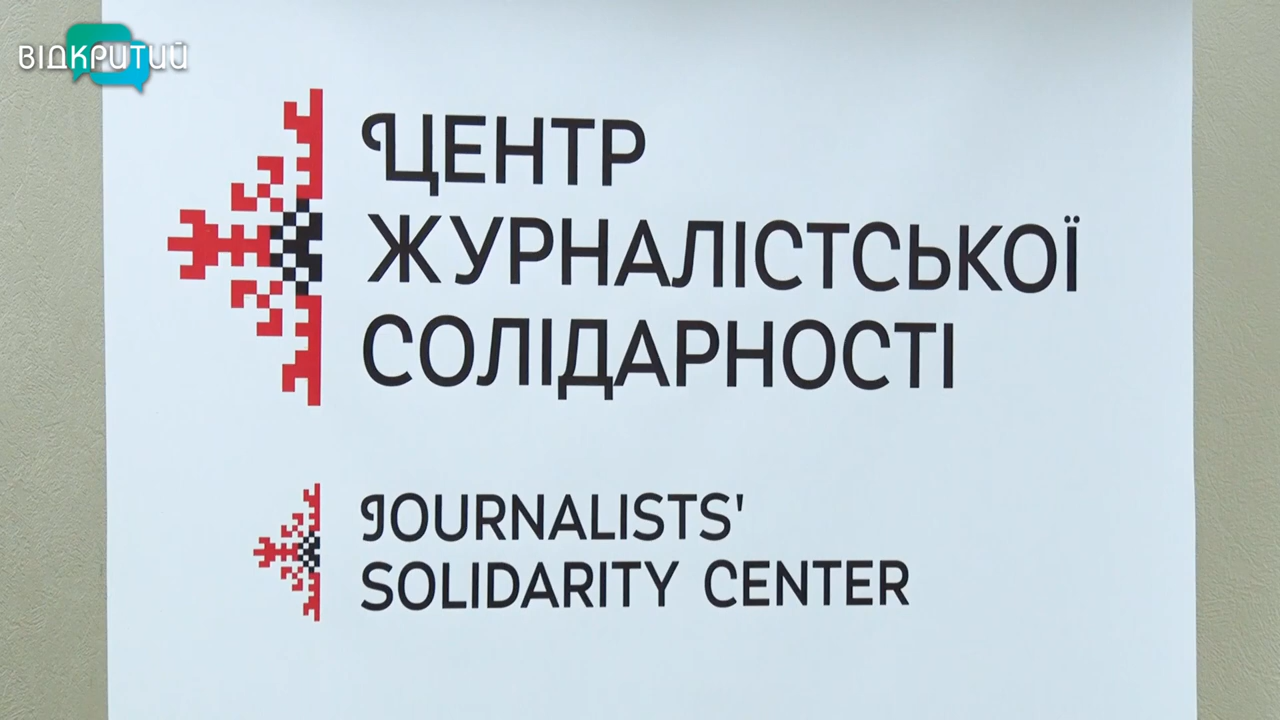 ВІДКРИТИЙ
ЦЕНТР
ЖУРНАЛІСТСЬКОЇ
СОЛІДАРНОСТІ
JOURNALISTS'
SOLIDARITY CENTER